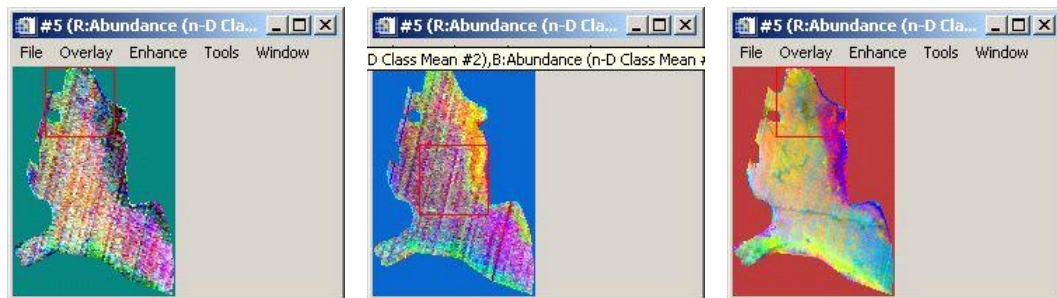 #5 (R:Abundance (n-D Cla...
File Overlay Enhance Tools Window
#5 (R:Abundance (n-D Cla...
D Class Mean #2),B:Abundance (n-D Class Mean #
#5 (R:Abundance (n-D Cla...
File Overlay Enhance Tools Window